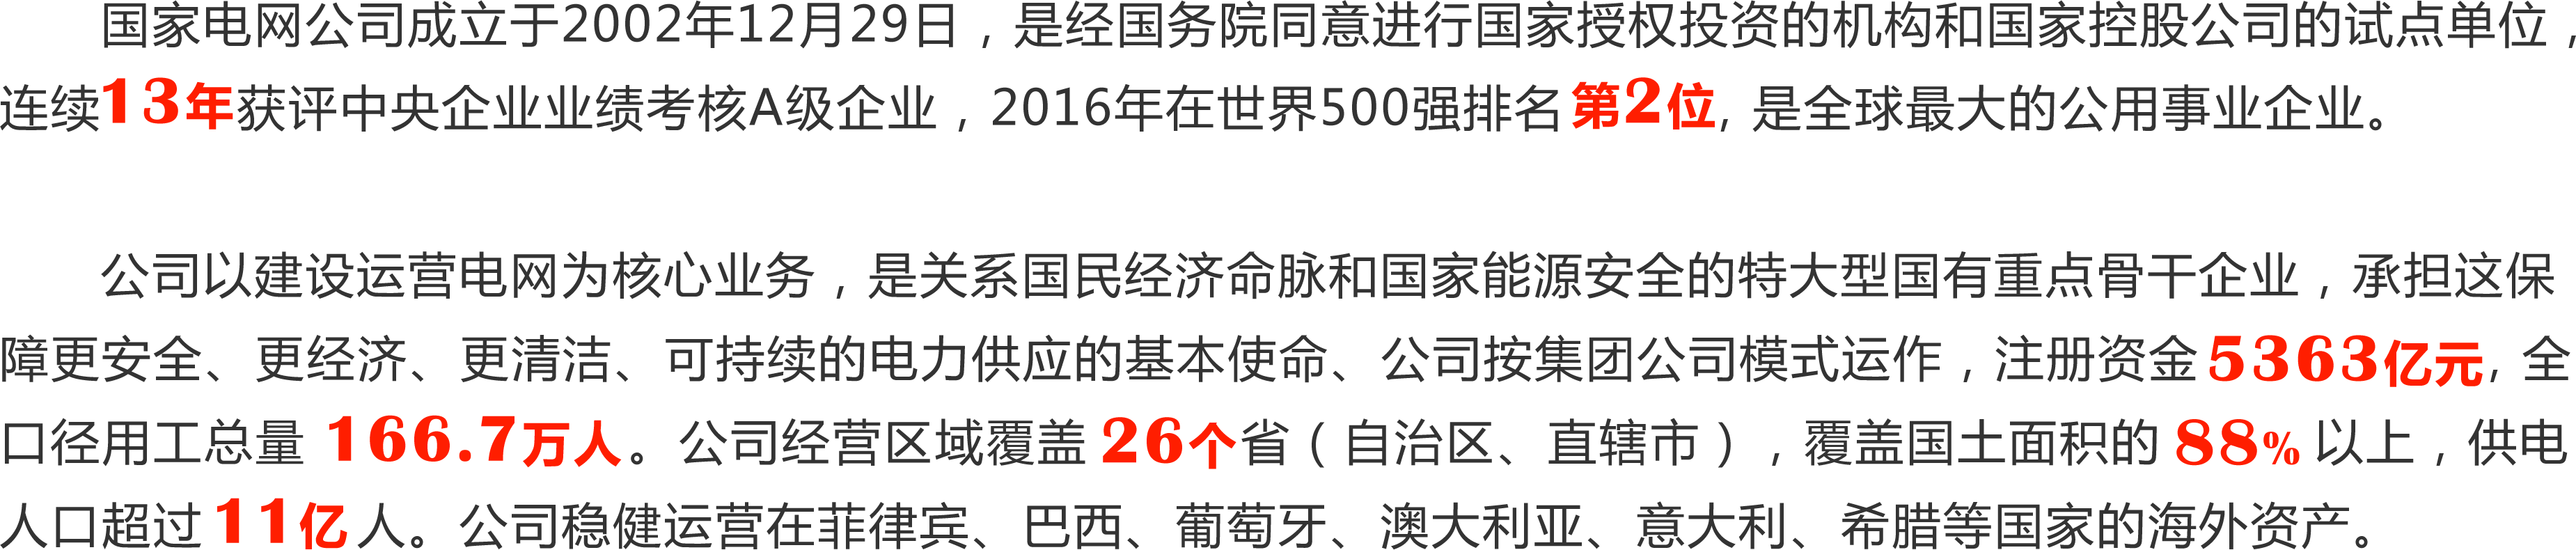 国家电网公司成立于2002年12月29日，是经国务院同意进行国家授权投资的机构和国家控股公司的试点单位，
连续13年获评中央企业业绩考核A级企业，2016年在世界500强排名第2位, 是全球最大的公用事业企业。
公司以建设运营电网为核心业务，是关系国民经济命脉和国家能源安全的特大型国有重点骨干企业，承担这保
障更安全、更经济、更清洁、可持续的电力供应的基本使命、公司按集团公司模式运作，注册资金5363亿元, 全
口径用工总量 166.7万人。公司经营区域覆盖 26个省（自治区、直辖市），覆盖国土面积的 88% 以上，供电
人口超过 11亿 人。公司稳健运营在菲律宾、巴西、葡萄牙、澳大利亚、意大利、希腊等国家的海外资产。